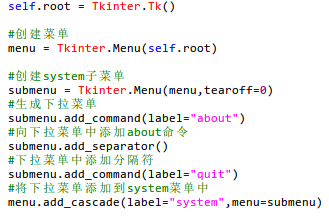 self.root = Tkinter.Tk()
#创建菜单
menu = Tkinter.Menu(self.root)
#创建system子菜单
submenu = Tkinter.Menu(menu,tearoff=0)
#生成下拉菜单
submenu.add_command(label="about")
#向下拉菜单中添加about命令
submenu.add_separator()
#下拉菜单中添加分隔符
submenu.add_command(label="quit")
#将下拉菜单添加到system菜单中
menu.add_cascade(label="system",menu=submenu)